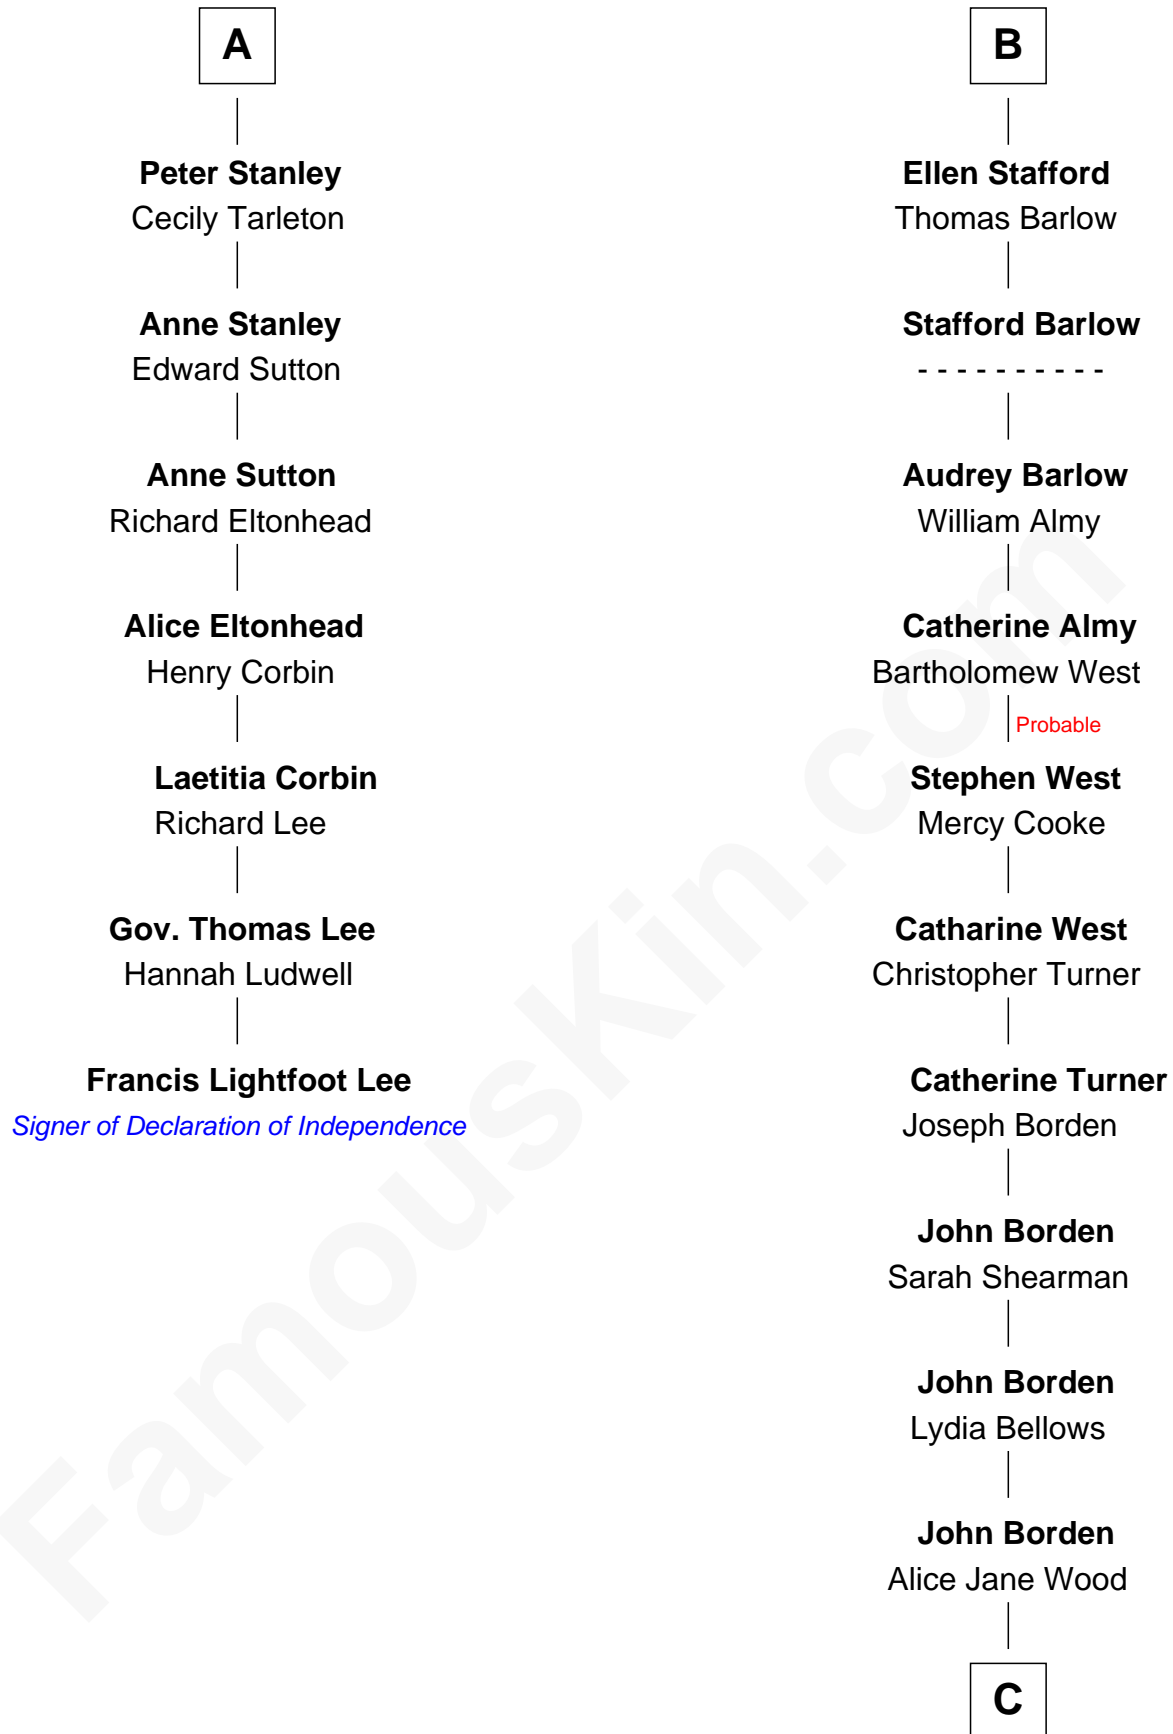 A
Peter Stanley
Cecily Tarleton
Anne Stanley
Edward Sutton
Anne Sutton
Richard Eltonhead
Alice Eltonhead
Henry Corbin
Laetitia Corbin
Richard Lee
Gov. Thomas Lee
Hannah Ludwell
Francis Lightfoot Lee
Signer of Declaration of Independence
B
Ellen Stafford
Thomas Barlow
Stafford Barlow
- - - - - - - - - -
Audrey Barlow
William Almy
Catherine Almy
Bartholomew West
Probable
Stephen West
Mercy Cooke
Catharine West
Christopher Turner
Catherine Turner
Joseph Borden
John Borden
Sarah Shearman
John Borden
Lydia Bellows
John Borden
Alice Jane Wood
C
FamousKin.com